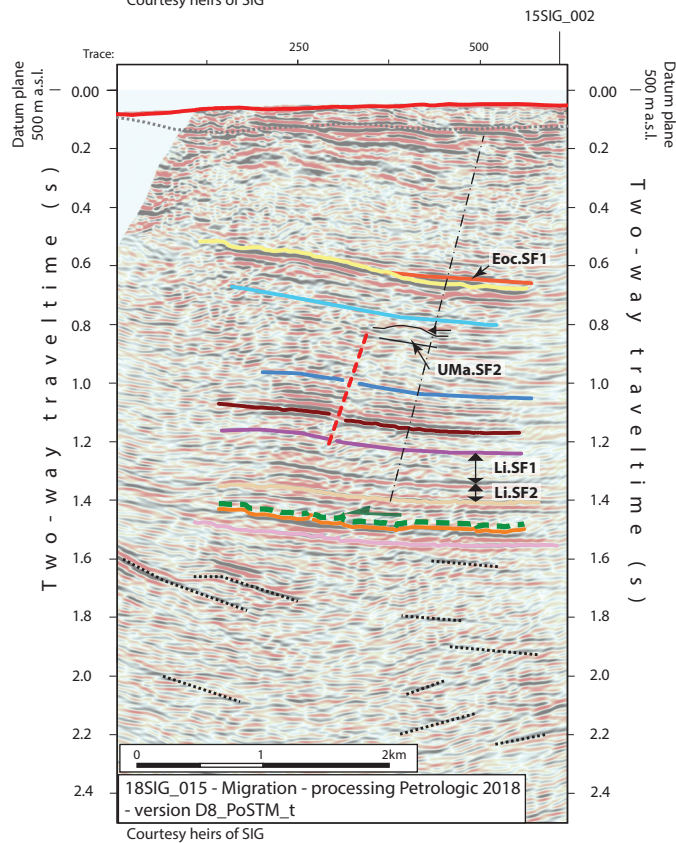 Courtesy heirs of SIG
15SIG_002
Trace:
250
500
Datum plane
500 m a.s.l.
Datum plane
500 m a.s.l.
0.00
0.2
0.4
0.6
0.8
1.0
1.2
1.4
1.6
1.8
2.0
2.2
2.4
0.00
0.2
0.4
0.6
0.8
1.0
1.2
1.4
1.6
1.8
2.0
2.2
2.4
Two-way traveltime (s)
Two-way traveltime (s)
Eoc.SF1
UMa.SF2
Li.SF1
Li.SF2
0
1
2km
18SIG_015 - Migration - processing Petrologic 2018
- version D8_PoSTM_t
Courtesy heirs of SIG